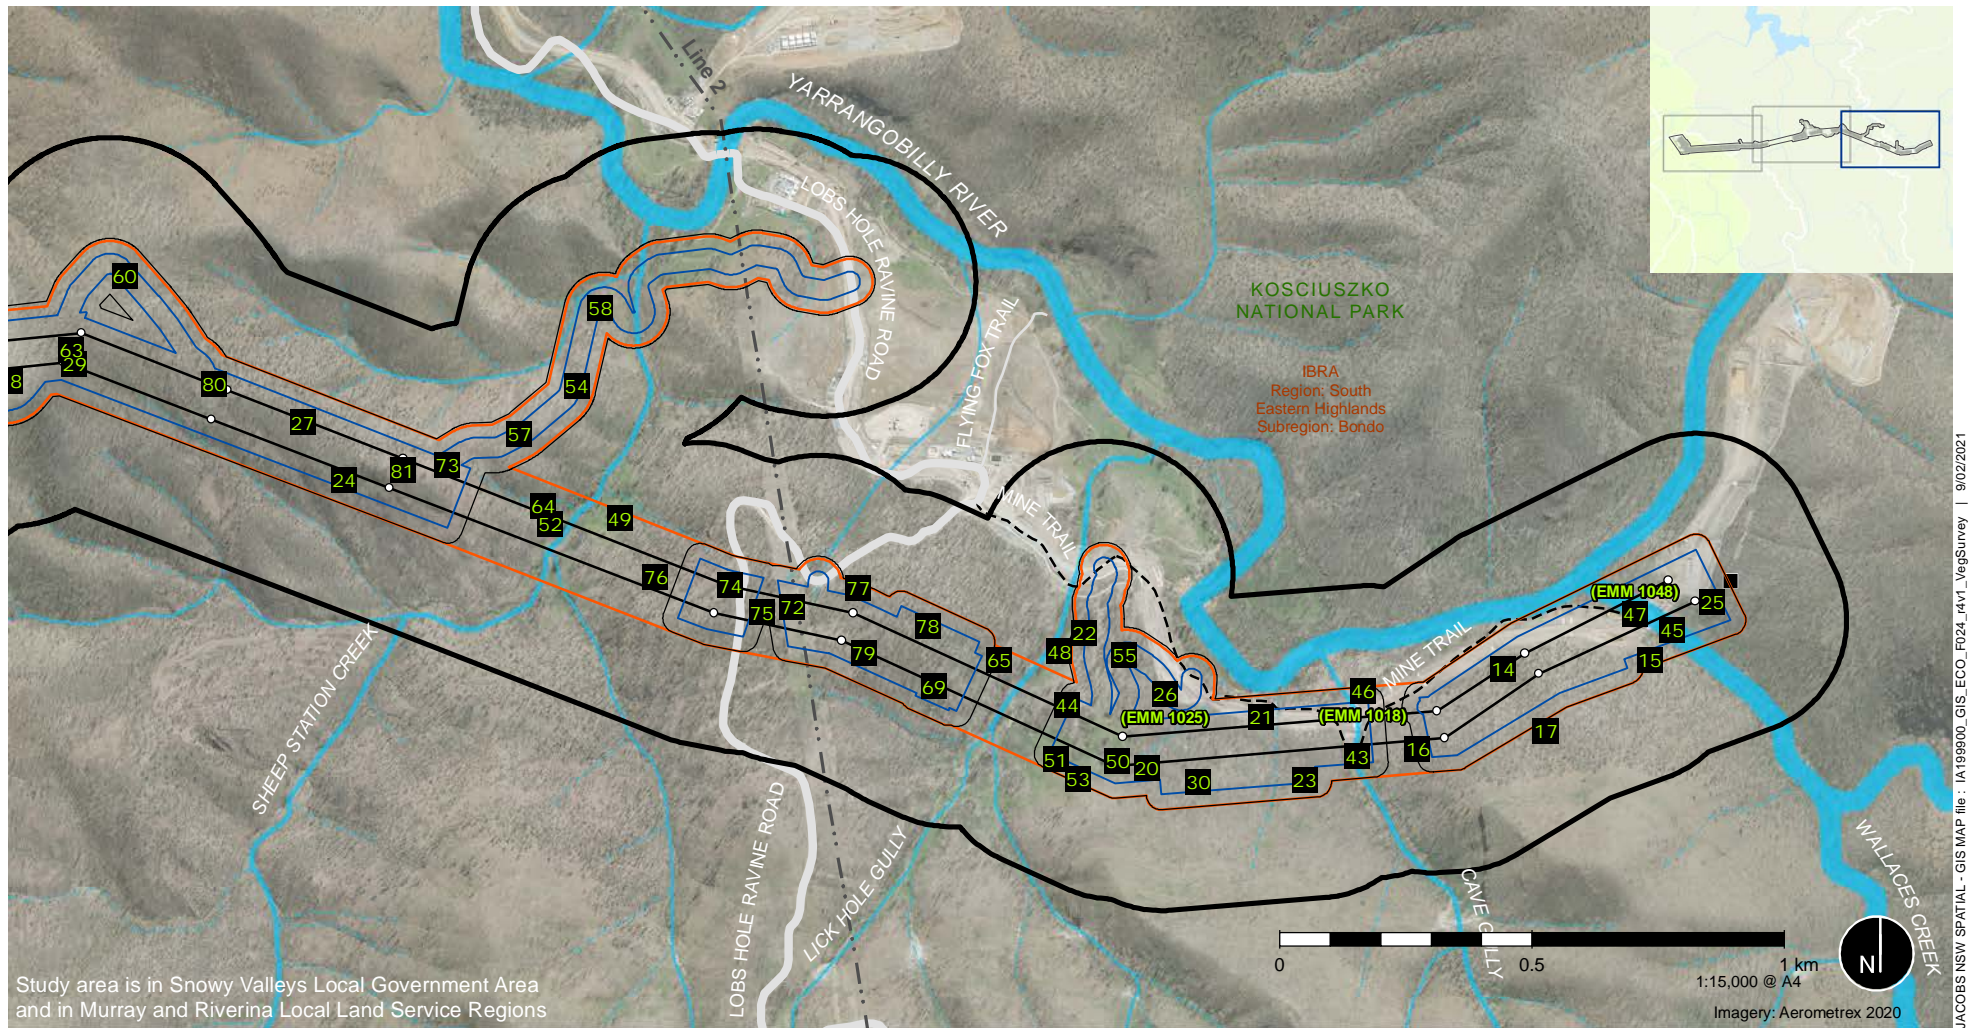 Line 2
YARRANGOBILLY RIVER
LOBS HOLE RAVINE ROAD
FLYING FOX TRAIL
KOSCIUSZKO
NATIONAL PARK
IBRA
Region: South
Eastern Highlands
Subregion: Bondo
60
58
63
29
8
80
54
27
57
24
81
73
64
52
49
MINE TRAIL
76
74
75
72
77
78
79
69
65
48
22
55
26
44
(EMM 1025)
21
46
(EMM 1018)
MINE TRAIL
14
(EMM 1048)
47
25
45
15
17
16
43
51
53
50
20
30
23
SHEEP STATION CREEK
LOBS HOLE RAVINE ROAD
LICK HOLE GULLY
CAVE GULLY
WALLACES CREEK
0
0.5
1 km
1:15,000 @ A4
N
Imagery: Aerometrex 2020
Study area is in Snowy Valleys Local Government Area
and in Murray and Riverina Local Land Service Regions
JACOBS NSW SPATIAL - GIS MAP file : IA199900_GIS_ECO_F024_r4v1_VegSurvey | 9/02/2021